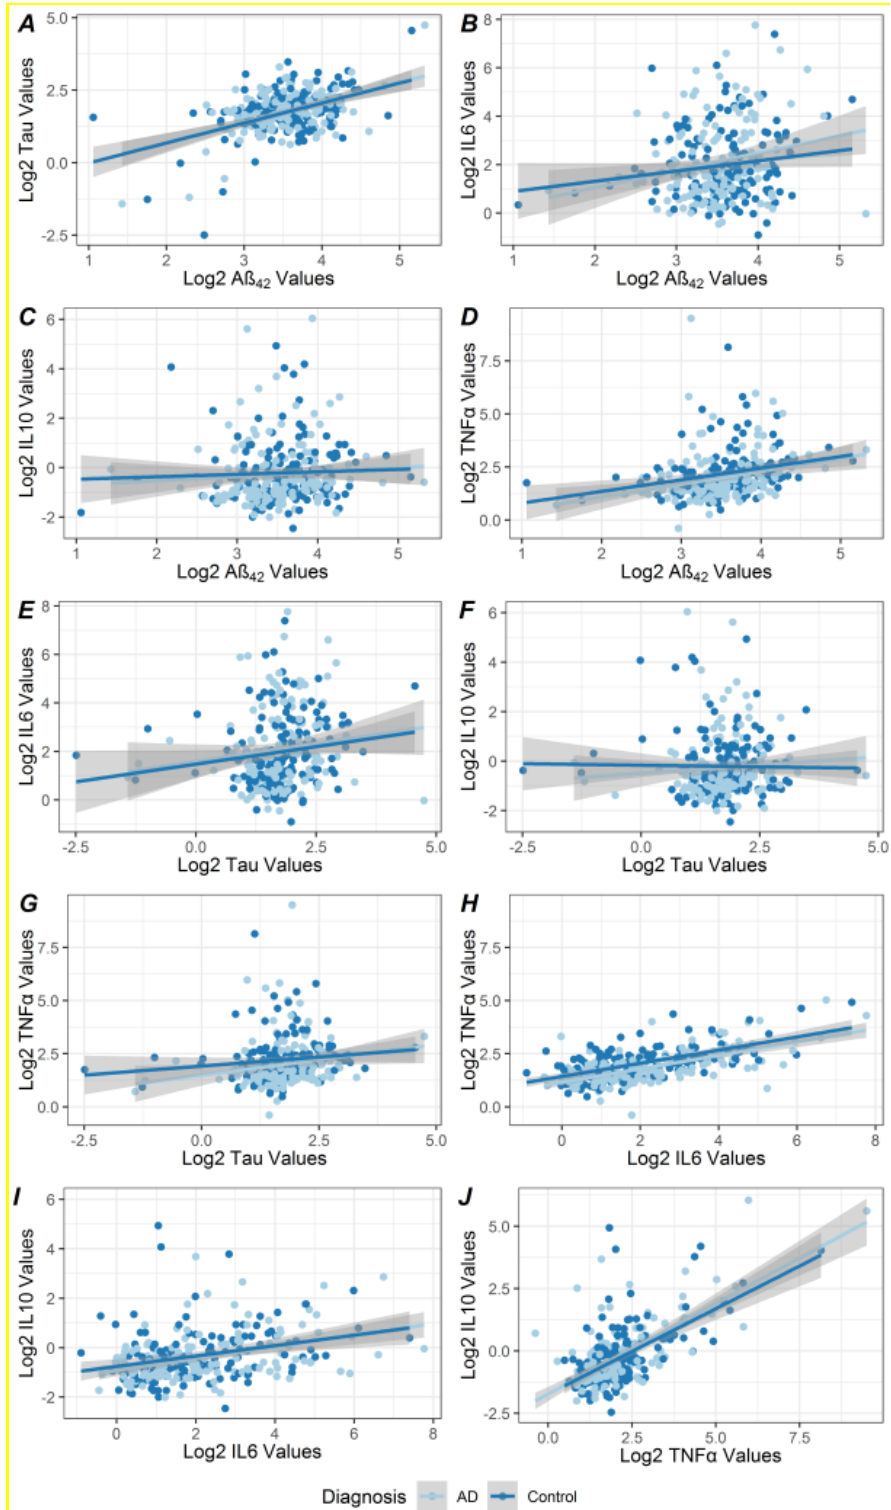 A
B
Log2 Tau Values
5.0
2.5
0.0
-2.5
1 2 3 4 5
Log2 Aß42 Values
Log2 IL6 Values
8
6
4
2
0
1 2 3 4 5
Log2 Aß42 Values
C
D
Log2 IL10 Values
6
4
2
0
-2
1 2 3 4 5
Log2 Aß42 Values
Log2 TNFα Values
7.5
5.0
2.5
0.0
1 2 3 4 5
Log2 Aß42 Values
E
F
Log2 IL6 Values
8
6
4
2
0
-2.5 0.0 2.5 5.0
Log2 Tau Values
Log2 IL10 Values
6
4
2
0
-2
-2.5 0.0 2.5 5.0
Log2 Tau Values
G
H
Log2 TNFα Values
7.5
5.0
2.5
0.0
-2.5 0.0 2.5 5.0
Log2 Tau Values
Log2 TNFα Values
7.5
5.0
2.5
0.0
0 2 4 6 8
Log2 IL6 Values
I
J
Log2 IL10 Values
6
4
2
0
-2
0 2 4 6 8
Log2 IL6 Values
Log2 IL10 Values
5.0
2.5
0.0
-2.5
0.0 2.5 5.0 7.5
Log2 TNFα Values
Diagnosis AD Control